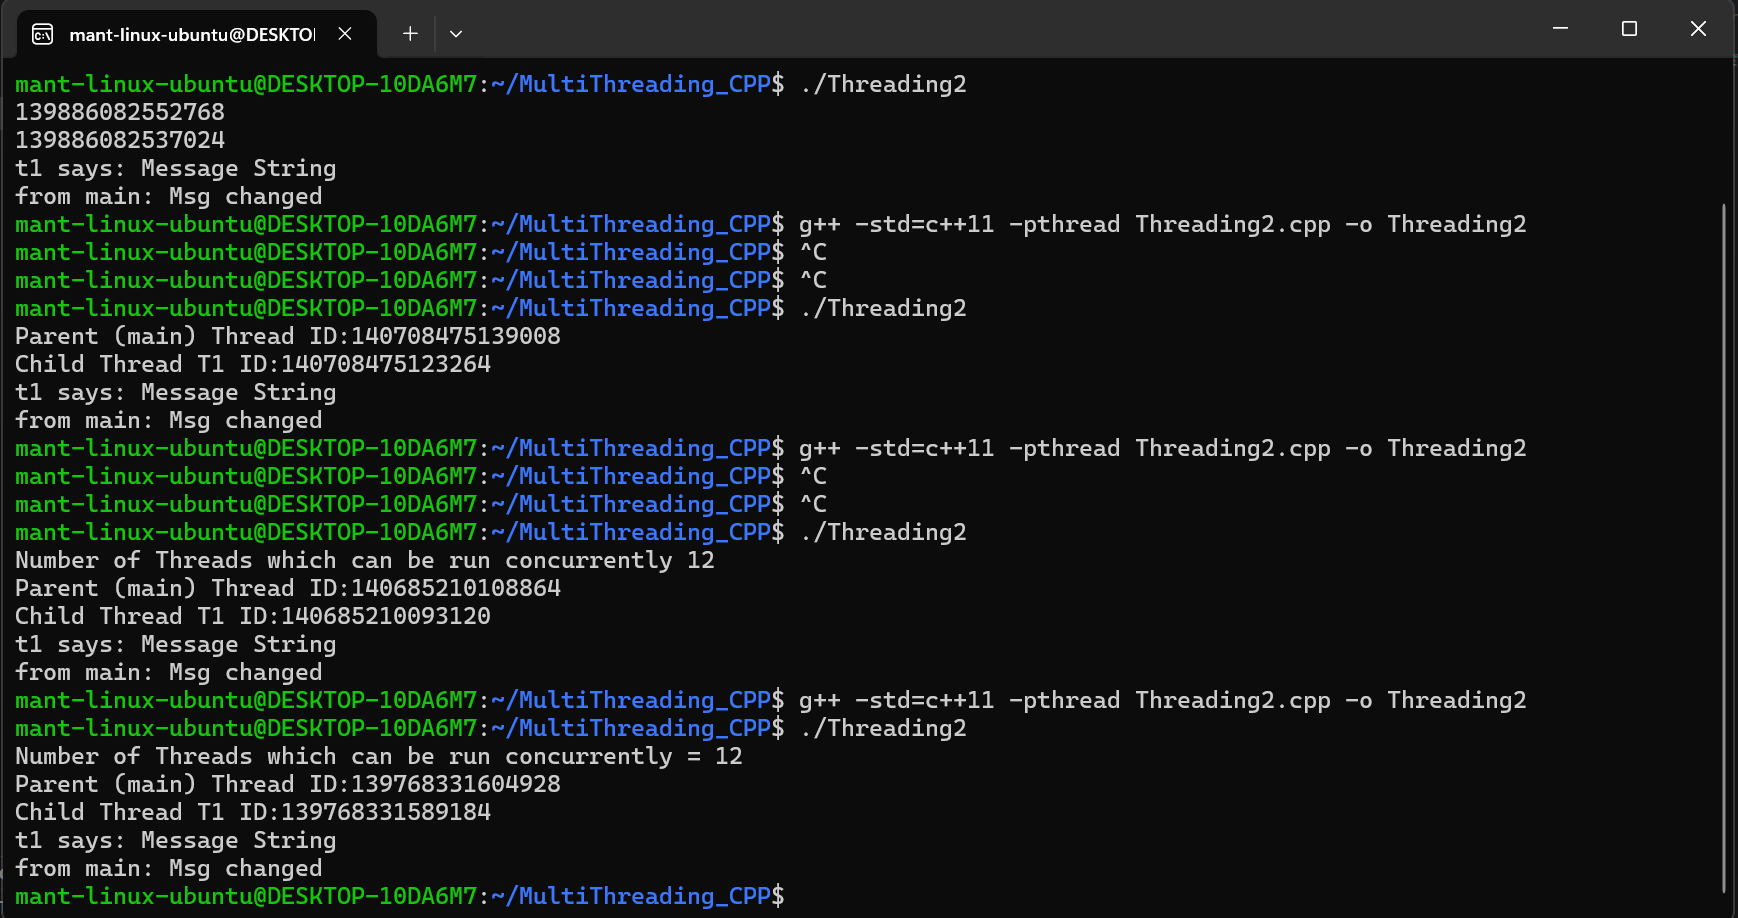 mant-linux-ubuntu@DESKTO
mant-linux-ubuntu@DESKTOP-10DA6M7:~/MultiThreading_CPP$ ./Threading2
139886082552768
139886082537024
t1 says: Message String
from main: Msg changed
mant-linux-ubuntu@DESKTOP-10DA6M7:~/MultiThreading_CPP$ g++ -std=c++11 -pthread Threading2.cpp -o Threading2
mant-linux-ubuntu@DESKTOP-10DA6M7:~/MultiThreading_CPP$ ^C
mant-linux-ubuntu@DESKTOP-10DA6M7:~/MultiThreading_CPP$ ^C
mant-linux-ubuntu@DESKTOP-10DA6M7:~/MultiThreading_CPP$ ./Threading2
Parent (main) Thread ID:140708475139008
Child Thread T1 ID:140708475123264
t1 says: Message String
from main: Msg changed
mant-linux-ubuntu@DESKTOP-10DA6M7:~/MultiThreading_CPP$ g++ -std=c++11 -pthread Threading2.cpp -o Threading2
mant-linux-ubuntu@DESKTOP-10DA6M7:~/MultiThreading_CPP$ ^C
mant-linux-ubuntu@DESKTOP-10DA6M7:~/MultiThreading_CPP$ ^C
mant-linux-ubuntu@DESKTOP-10DA6M7:~/MultiThreading_CPP$ ./Threading2
Number of Threads which can be run concurrently 12
Parent (main) Thread ID:140685210108864
Child Thread T1 ID:140685210093120
t1 says: Message String
from main: Msg changed
mant-linux-ubuntu@DESKTOP-10DA6M7:~/MultiThreading_CPP$ g++ -std=c++11 -pthread Threading2.cpp -o Threading2
mant-linux-ubuntu@DESKTOP-10DA6M7:~/MultiThreading_CPP$ ./Threading2
Number of Threads which can be run concurrently = 12
Parent (main) Thread ID:139768331604928
Child Thread T1 ID:139768331589184
t1 says: Message String
from main: Msg changed
mant-linux-ubuntu@DESKTOP-10DA6M7:~/MultiThreading_CPP$